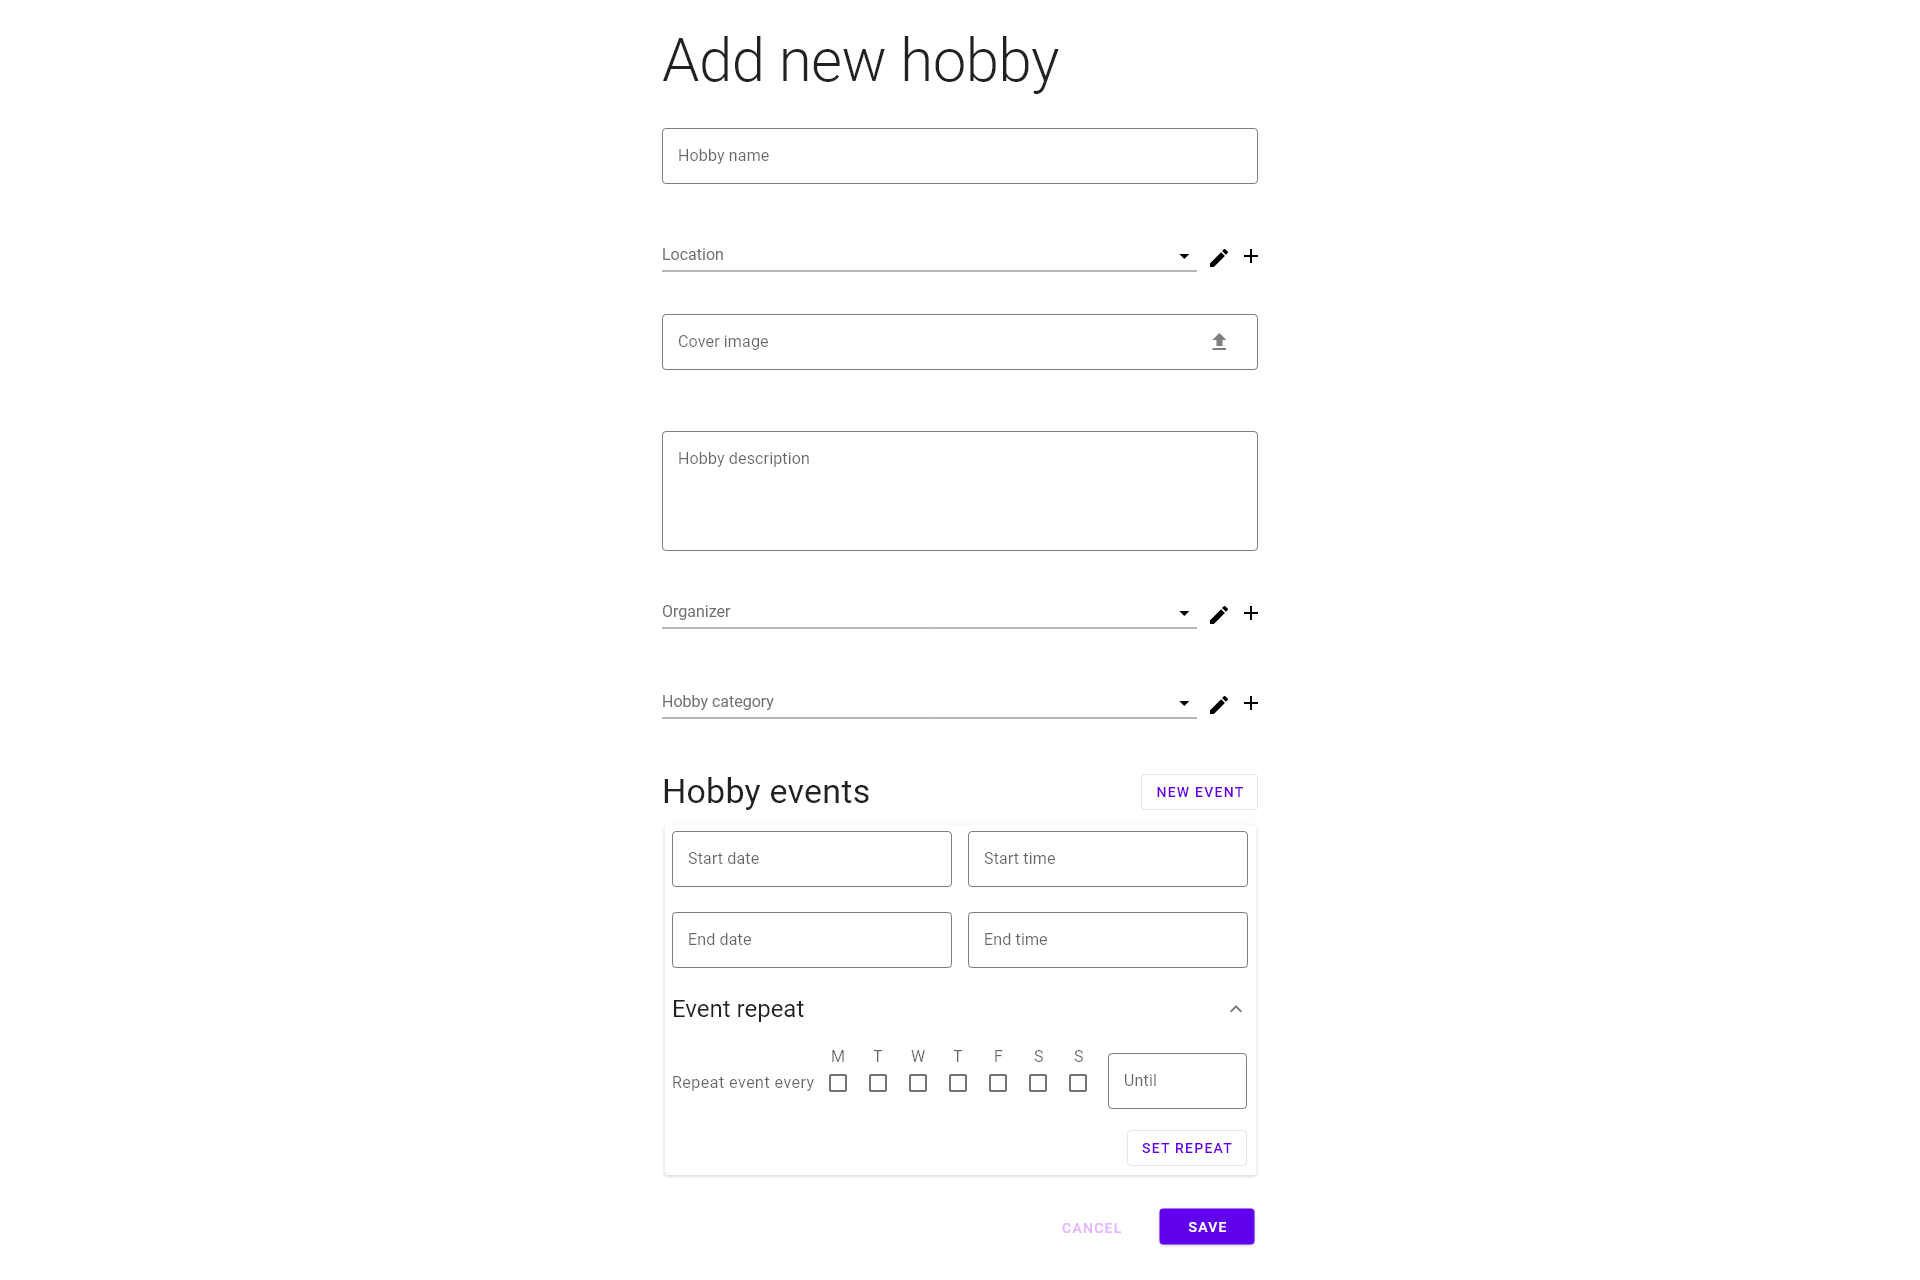 Add new hobby
Hobby name
Location
Cover image
Hobby description
Organizer
Hobby category
Hobby events
NEW EVENT
Start date
Start time
End date
End time
Event repeat
M T W T F S S
Repeat event every
Until
SET REPEAT
CANCEL
SAVE